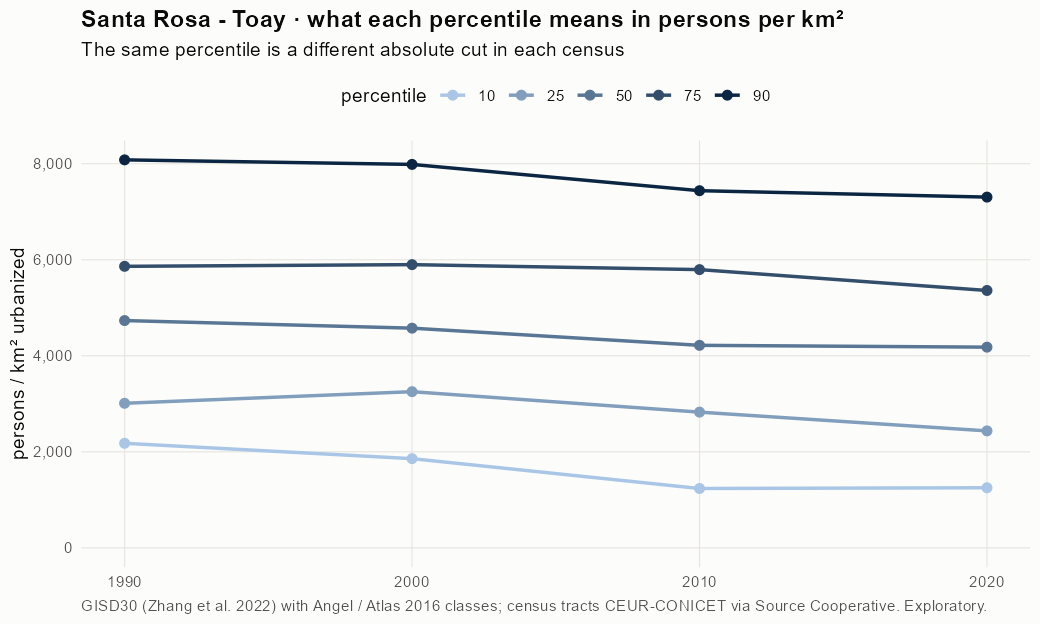 Santa Rosa - Toay · what each percentile means in persons per km²
The same percentile is a different absolute cut in each census
percentile 10 25 50 75 90
persons / km² urbanized
8,000
6,000
4,000
2,000
0
1990 2000 2010 2020
GISD30 (Zhang et al. 2022) with Angel / Atlas 2016 classes; census tracts CEUR-CONICET via Source Cooperative. Exploratory.